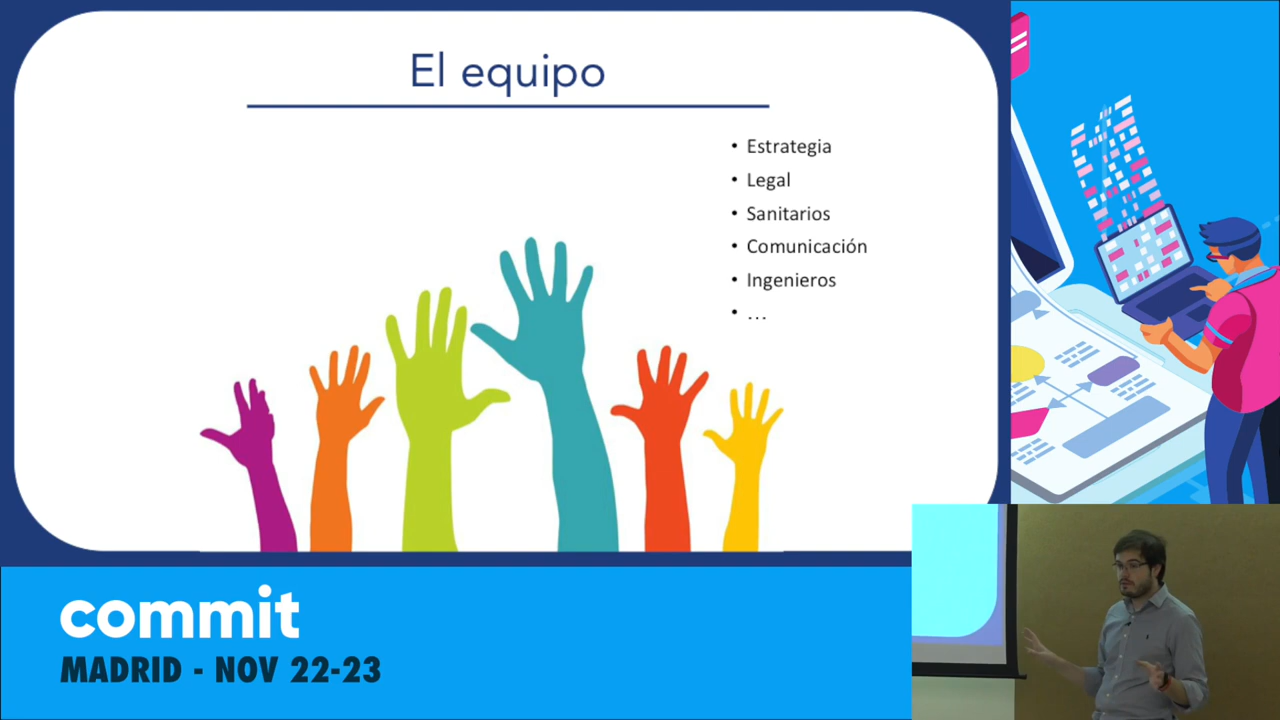 El equipo
• Estrategia
• Legal
• Sanitarios
• Comunicación
• Ingenieros
• ...
commit
MADRID - NOV 22-23